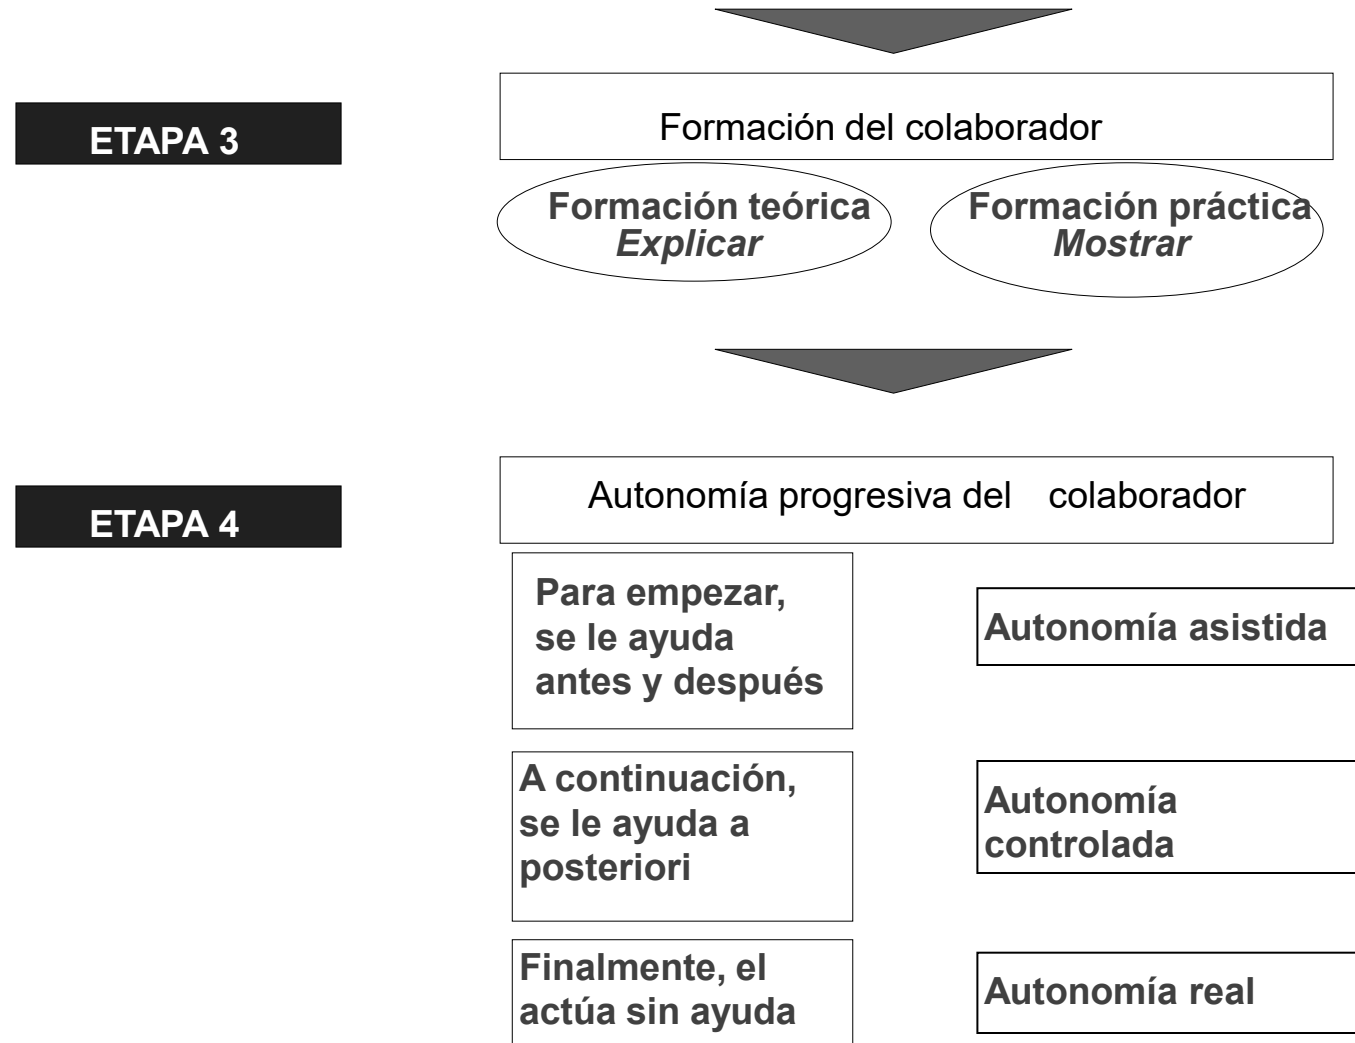 ETAPA 3
Formación del colaborador
Formación teórica
Explicar
Formación práctica
Mostrar
ETAPA 4
Autonomía progresiva del colaborador
Para empezar,
se le ayuda
antes y después
Autonomía asistida
A continuación,
se le ayuda a
posteriori
Autonomía
controlada
Finalmente, el
actúa sin ayuda
Autonomía real